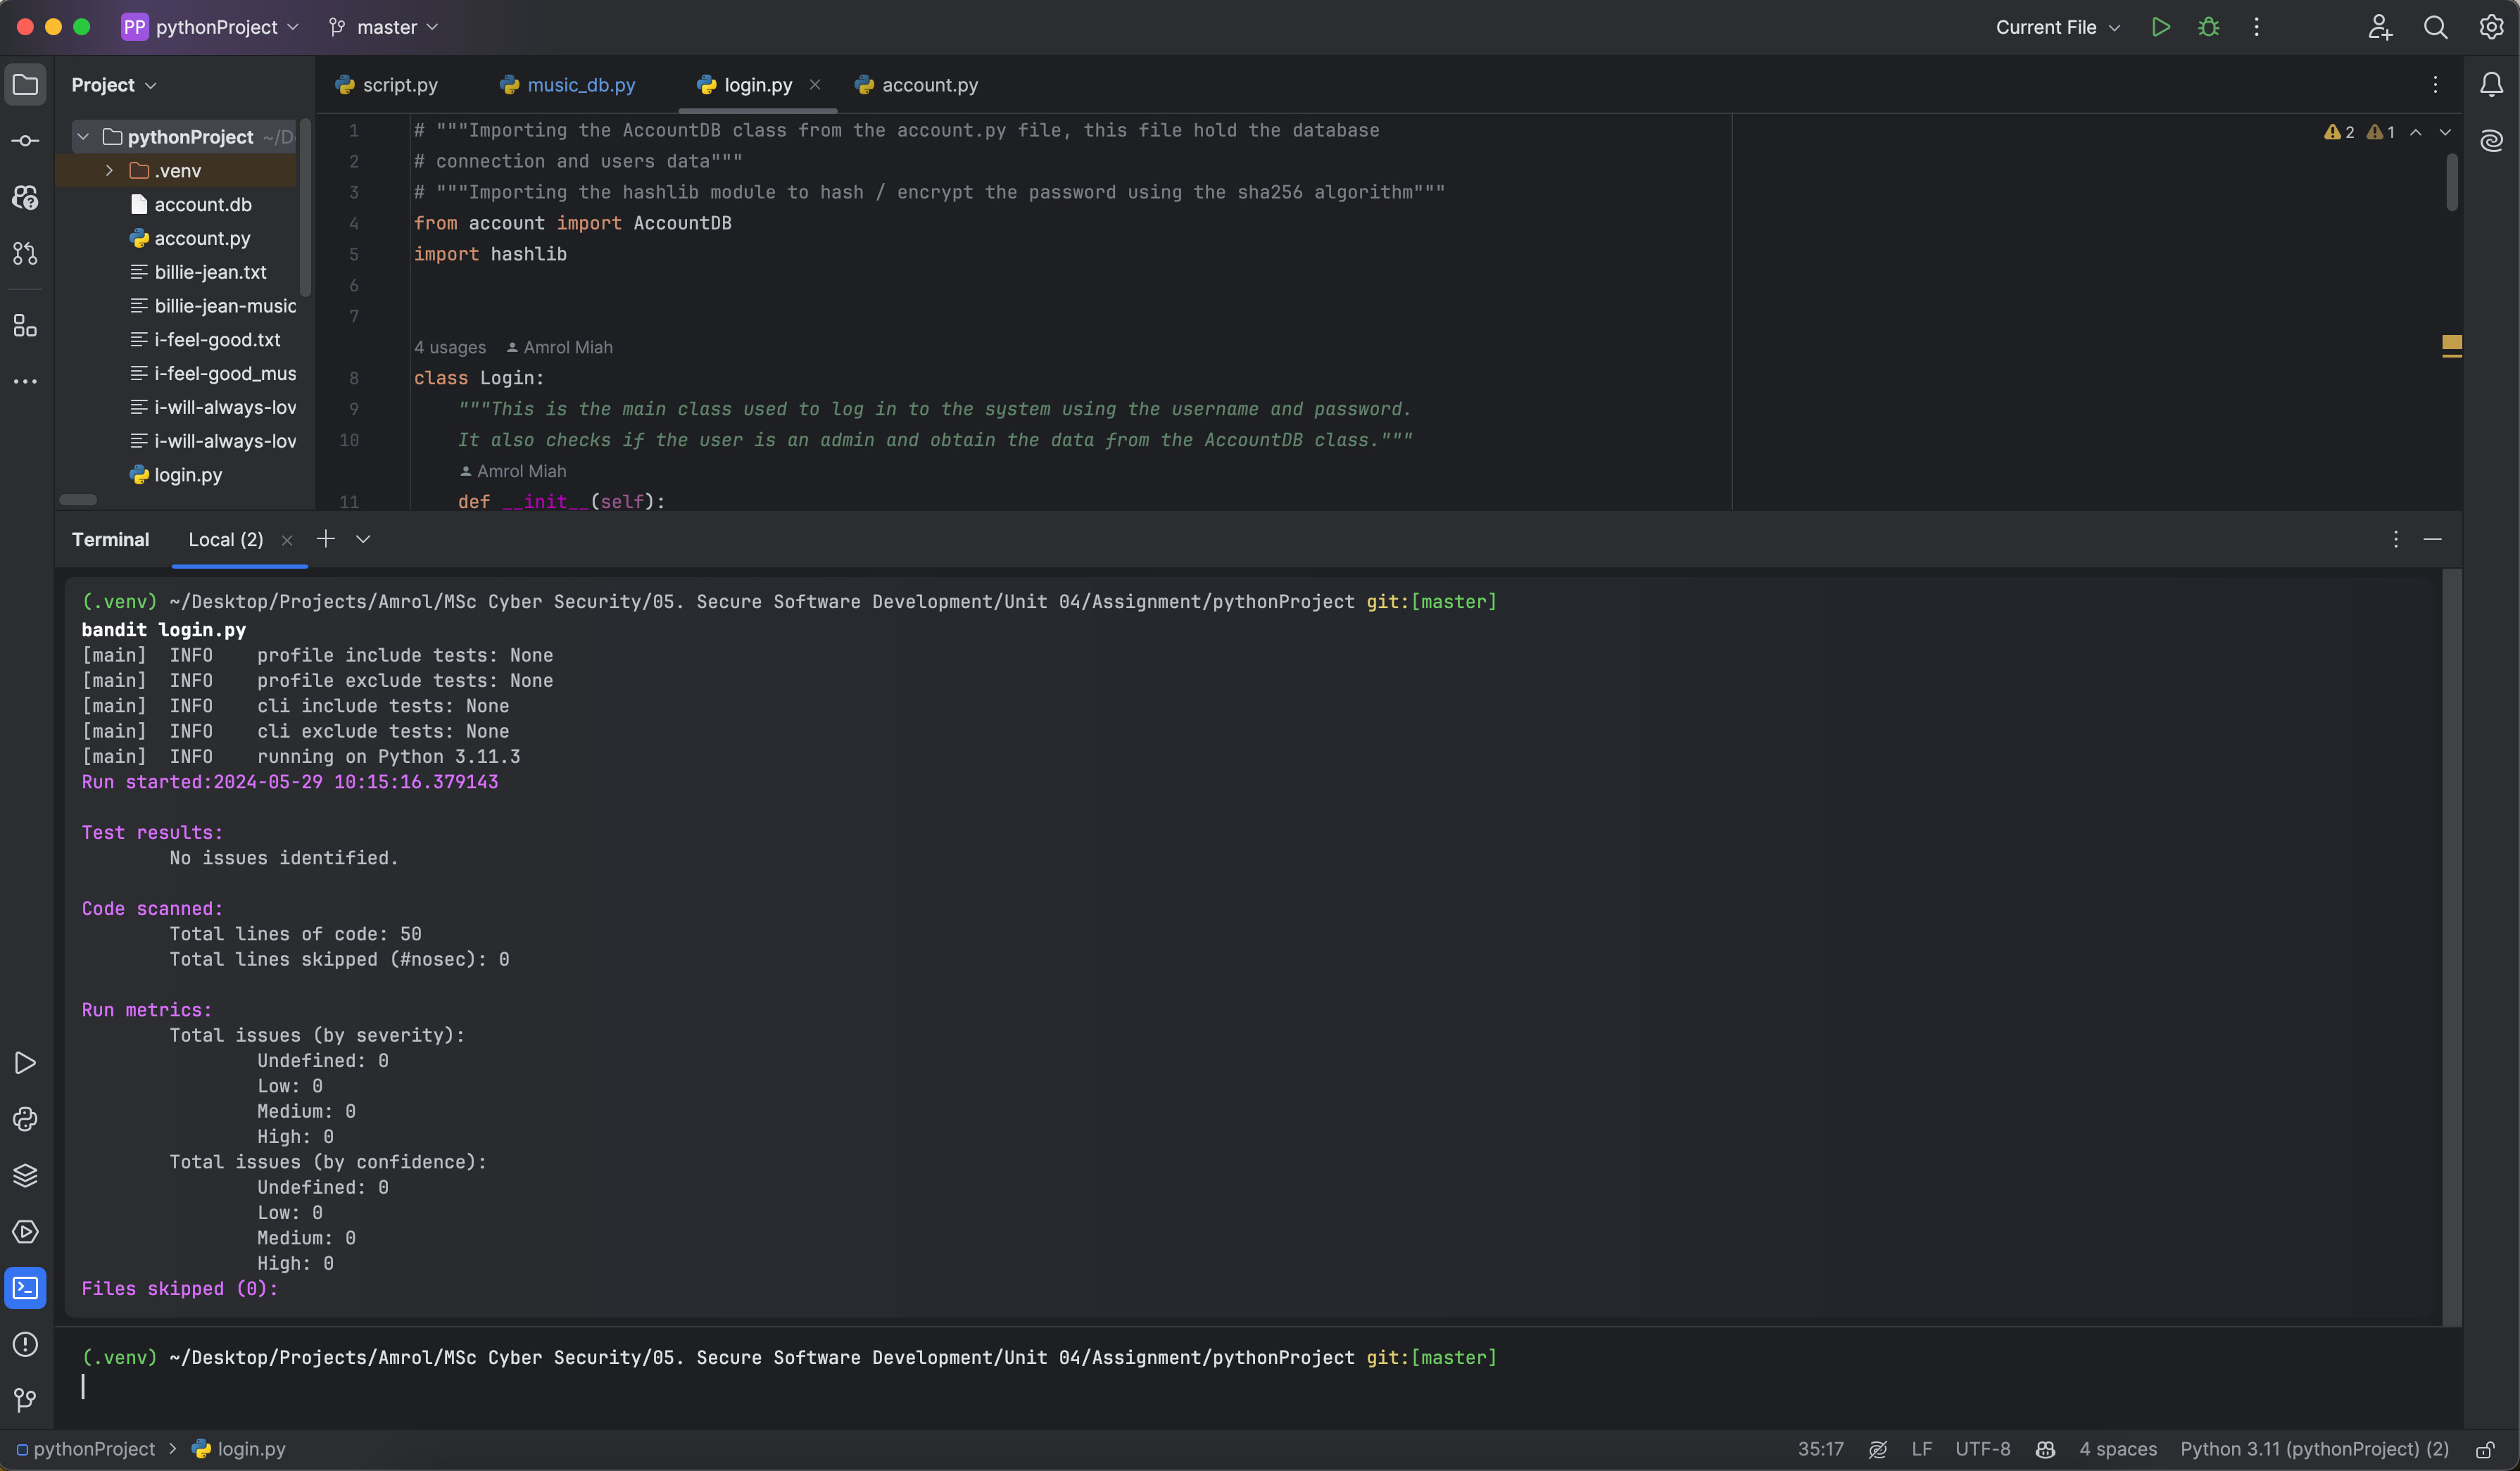 PP pythonProject master Current File
Project
script.py music_db.py login.py account.py
pythonProject ~/D
.venv
account.db
account.py
billie-jean.txt
billie-jean-music
i-feel-good.txt
i-feel-good_mus
i-will-always-lov
i-will-always-lov
login.py
2 1
1 # """Importing the AccountDB class from the account.py file, this file hold the database
2 # connection and users data"""
3 # """Importing the hashlib module to hash / encrypt the password using the sha256 algorithm"""
4 from account import AccountDB
5 import hashlib
6
7
4 usages Amrol Miah
8 class Login:
9 """This is the main class used to log in to the system using the username and password.
10 It also checks if the user is an admin and obtain the data from the AccountDB class."""
Amrol Miah
11 def __init__(self):
Terminal Local (2)
(.venv) ~/Desktop/Projects/Amrol/MSc Cyber Security/05. Secure Software Development/Unit 04/Assignment/pythonProject git:[master]
bandit login.py
[main] INFO profile include tests: None
[main] INFO profile exclude tests: None
[main] INFO cli include tests: None
[main] INFO cli exclude tests: None
[main] INFO running on Python 3.11.3
Run started:2024-05-29 10:15:16.379143
Test results:
No issues identified.
Code scanned:
Total lines of code: 50
Total lines skipped (#nosec): 0
Run metrics:
Total issues (by severity):
Undefined: 0
Low: 0
Medium: 0
High: 0
Total issues (by confidence):
Undefined: 0
Low: 0
Medium: 0
High: 0
Files skipped (0):
(.venv) ~/Desktop/Projects/Amrol/MSc Cyber Security/05. Secure Software Development/Unit 04/Assignment/pythonProject git:[master]
pythonProject > login.py 35:17 LF UTF-8 4 spaces Python 3.11 (pythonProject) (2)